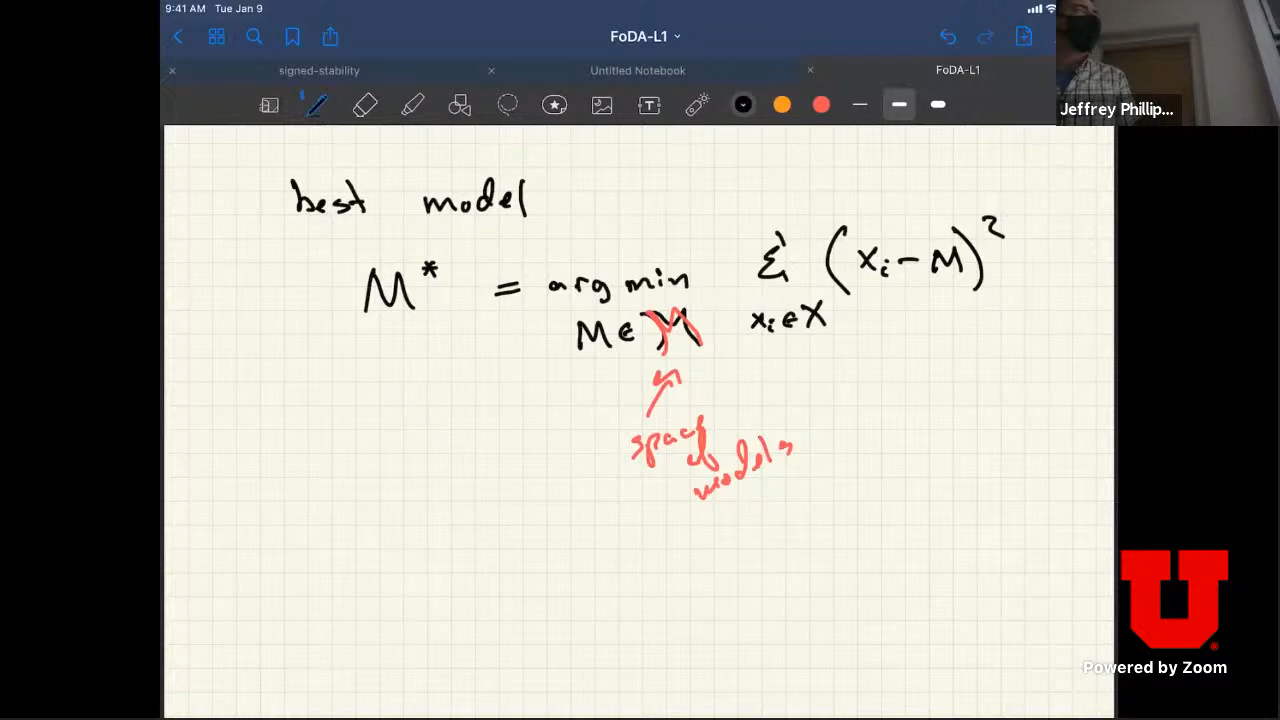 9:41 AM Tue Jan 9
FoDA-L1
signed-stability
Untitled Notebook
FoDA-L1
Jeffrey Phillip...
best model
M* = arg min Σ (xᵢ - M)²
M ∈ M xᵢ ∈ X
space
of
models
U
Powered by Zoom